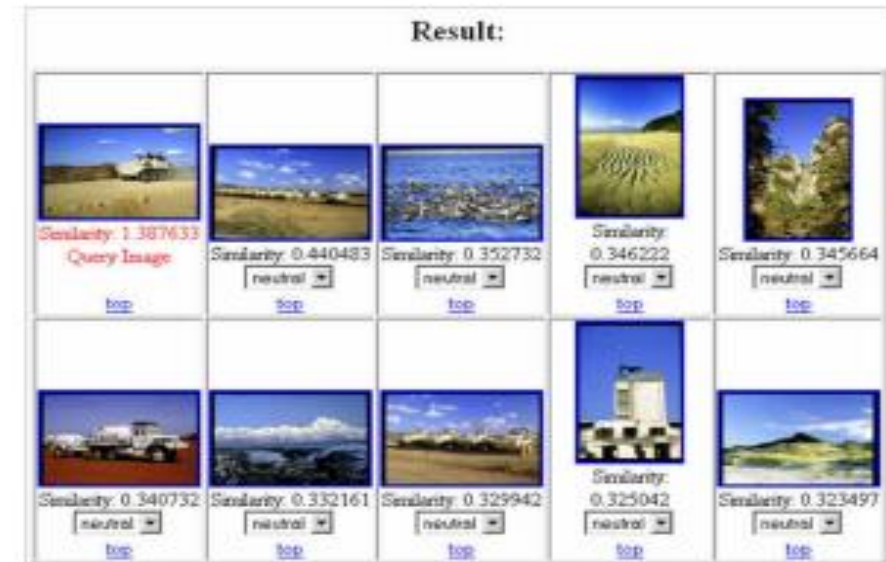 Result:
Similarity: 1.387633
Query Image
top
Similarity: 0.440483
neutral
top
Similarity: 0.352732
neutral
top
Similarity:
0.346222
neutral
top
Similarity: 0.345664
neutral
top
Similarity: 0.340732
neutral
top
Similarity: 0.332161
neutral
top
Similarity: 0.329942
neutral
top
Similarity:
0.325042
neutral
top
Similarity: 0.323497
neutral
top